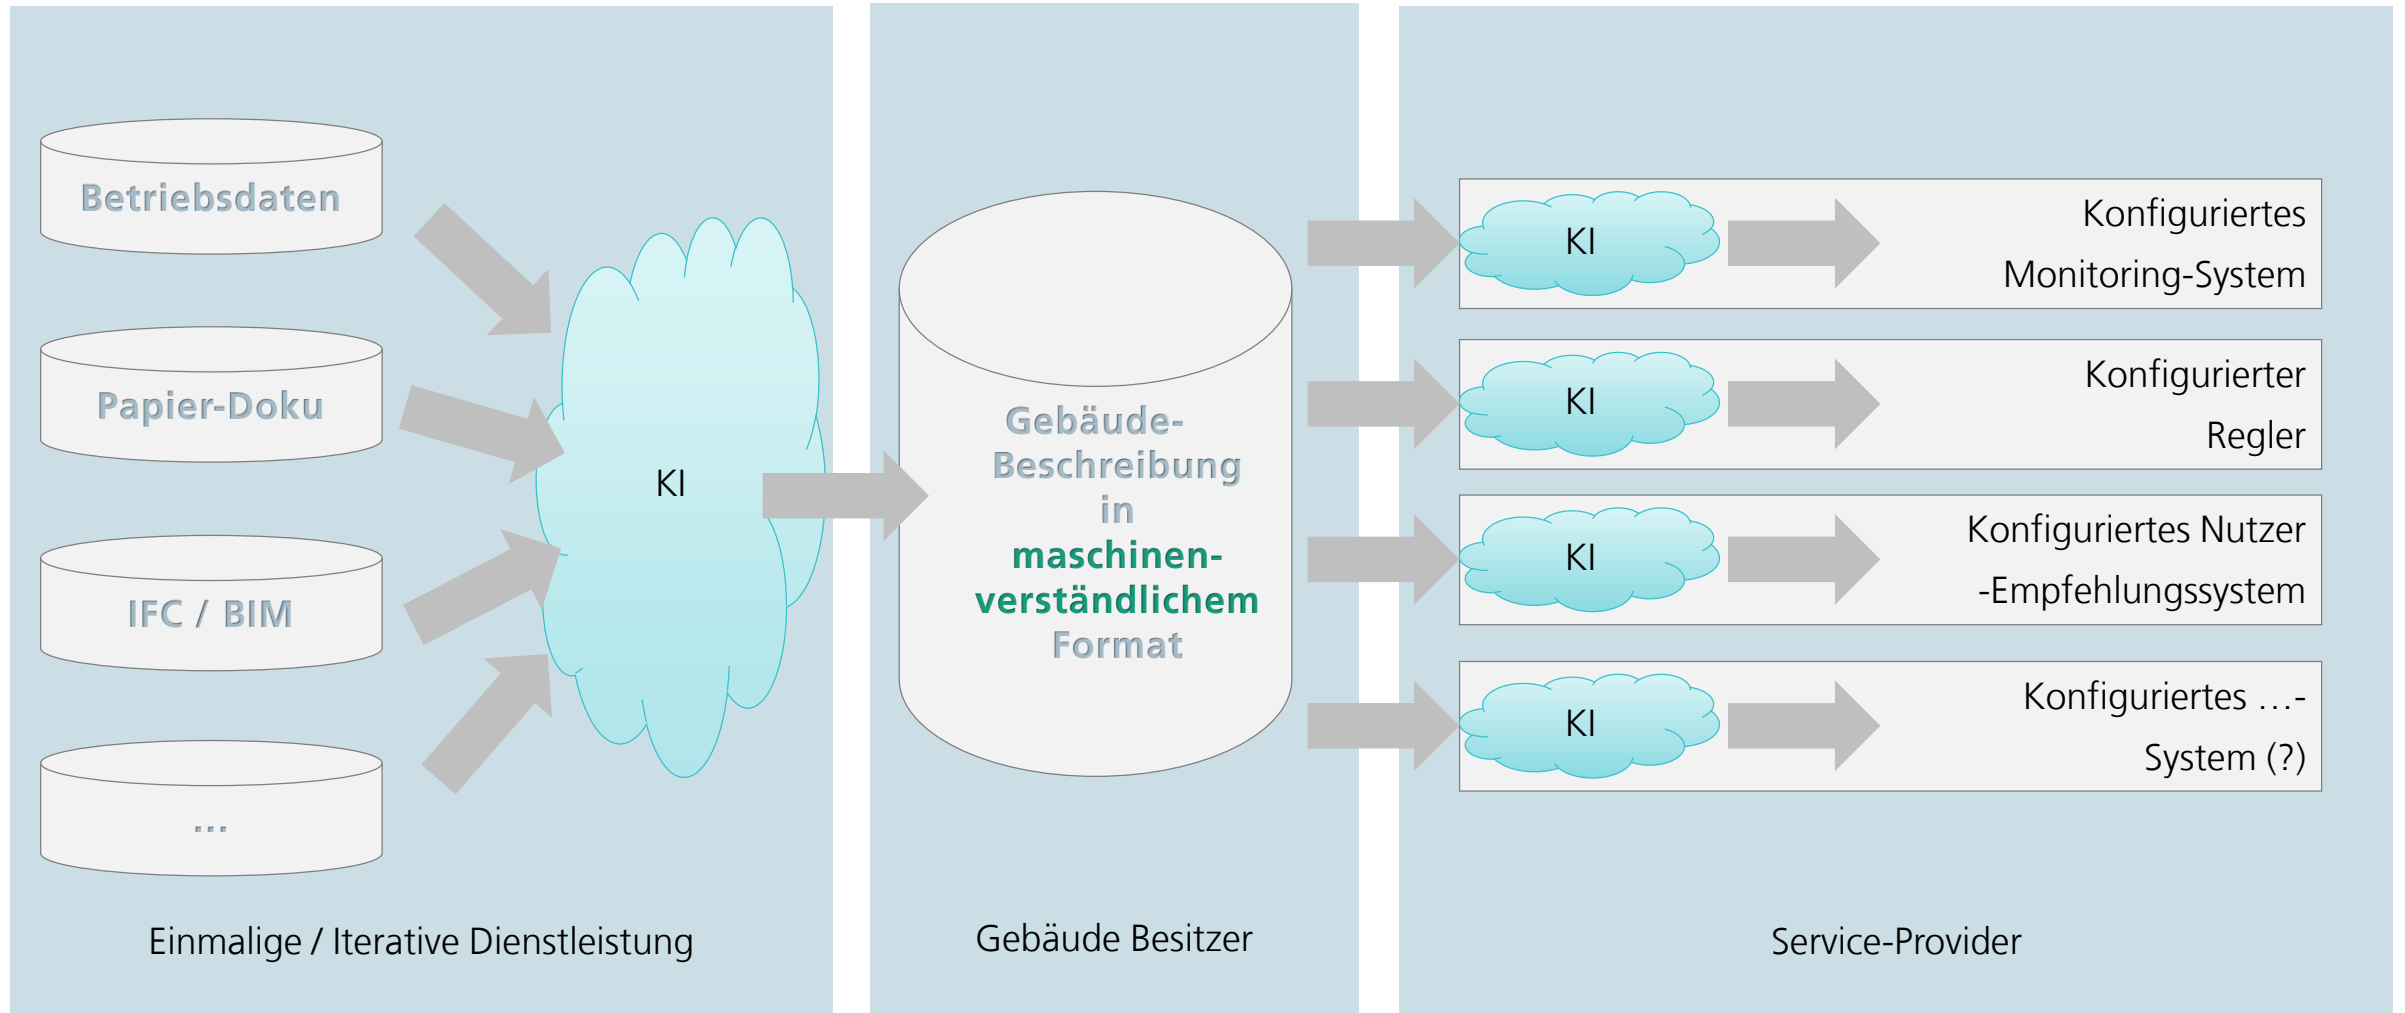 Betriebsdaten
Papier-Doku
IFC / BIM
...
KI
Einmalige / Iterative Dienstleistung
Gebäude-
Beschreibung
in
maschinen-
verständlichem
Format
Gebäude Besitzer
KI
Konfiguriertes
Monitoring-System
KI
Konfigurierter
Regler
KI
Konfiguriertes Nutzer
-Empfehlungssystem
KI
Konfiguriertes …-
System (?)
Service-Provider